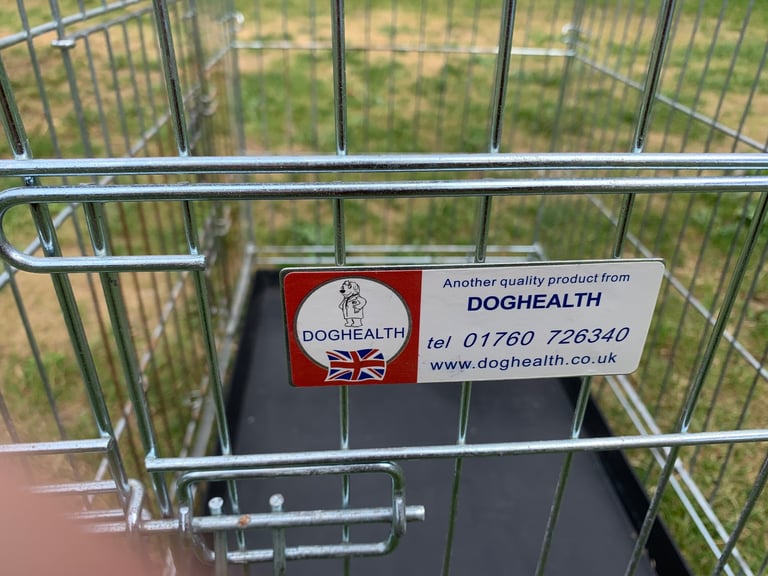 DOGHEALTH
Another quality product from
DOGHEALTH
tel 01760 726340
www.doghealth.co.uk